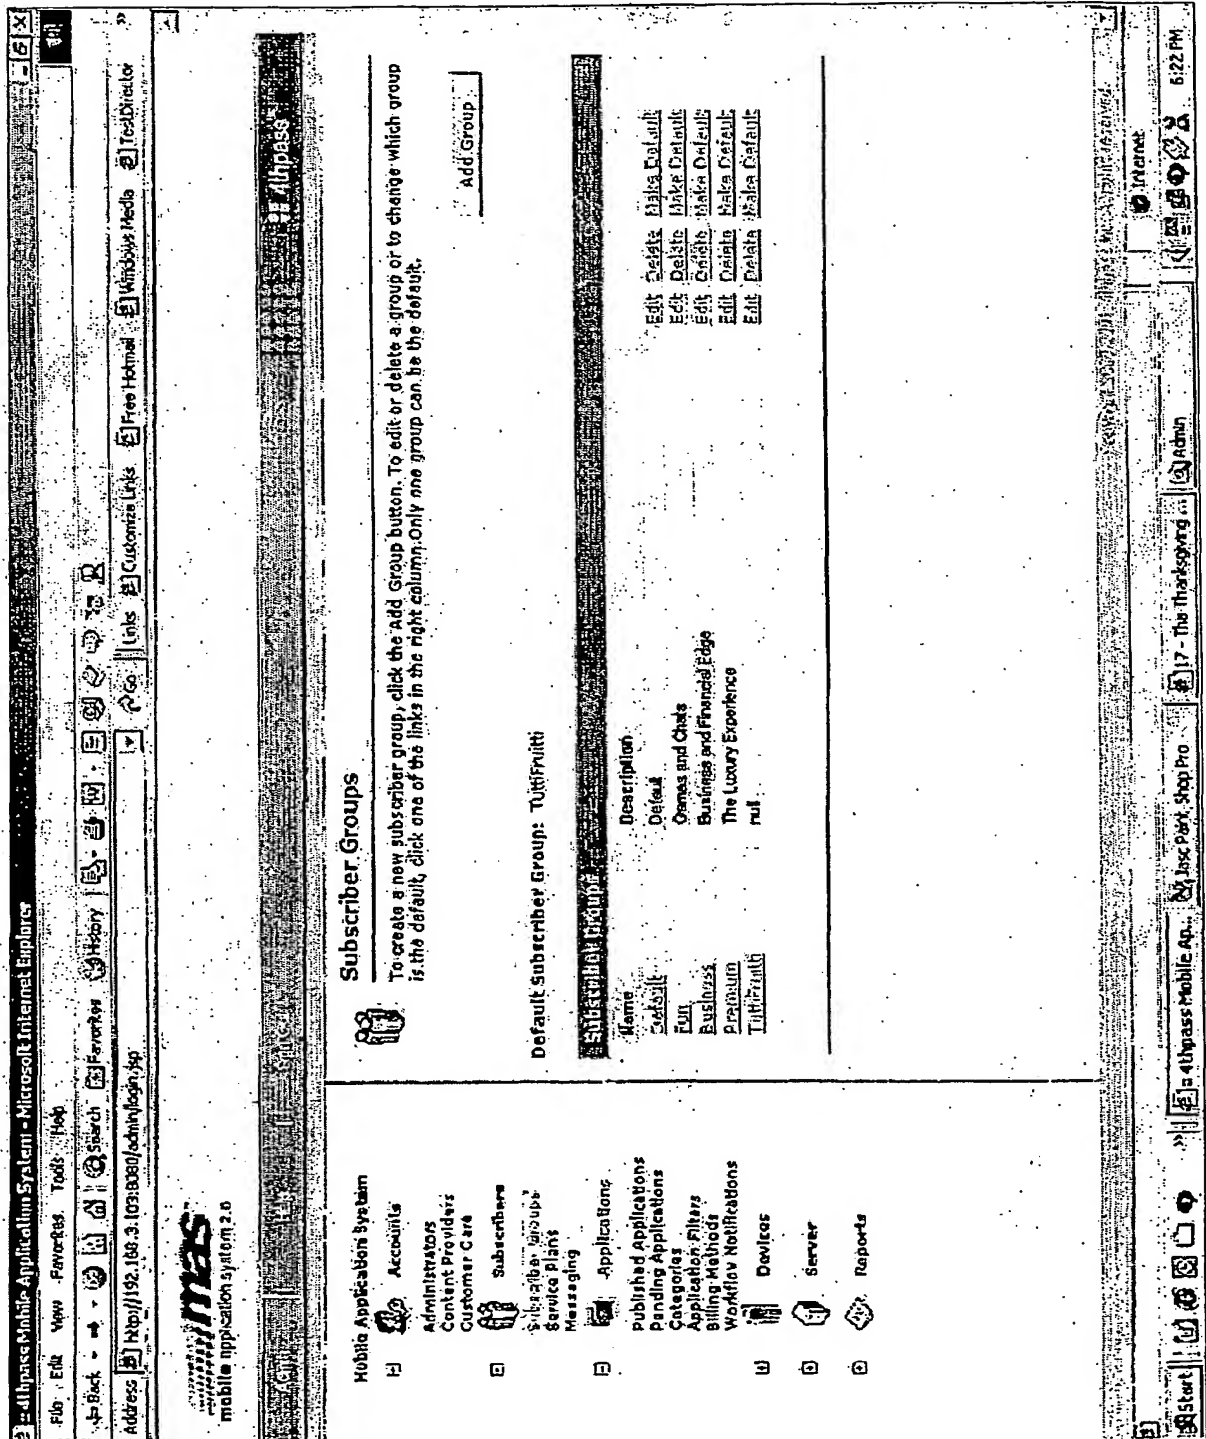 4thpass Mobile Application System - Microsoft Internet Explorer
File Edit View Favorites Tools Help
Back Search Favorites History
Address http://192.168.3.103:8080/admin/login.jsp Go Links Customize Links Free Hotmail Windows Media TestDirector
mas
mobile application system 2.0
4thpass
Mobile Application System
Accounts
Administrators
Content Providers
Customer Care
Subscribers
Subscriber Groups
Service Plans
Messaging
Applications
Published Applications
Pending Applications
Categories
Application Filters
Billing Methods
Workflow Notifications
Devices
Server
Reports
Subscriber Groups
To create a new subscriber group, click the Add Group button. To edit or delete a group or to change which group
is the default, click one of the links in the right column. Only one group can be the default.
Add Group
Default Subscriber Group: TuttiFruitti
Subscriber Groups
Name Description
Default Default Edit Delete Make Default
Fun Games and Chats Edit Delete Make Default
Business Business and Financial Edge Edit Delete Make Default
Premium The Luxury Experience Edit Delete Make Default
TuttiFruitti null Edit Delete Make Default
Internet
Start 4thpass Mobile Ap... Jasc Paint Shop Pro 17 - The Thanksgiving Admin 6:22 PM